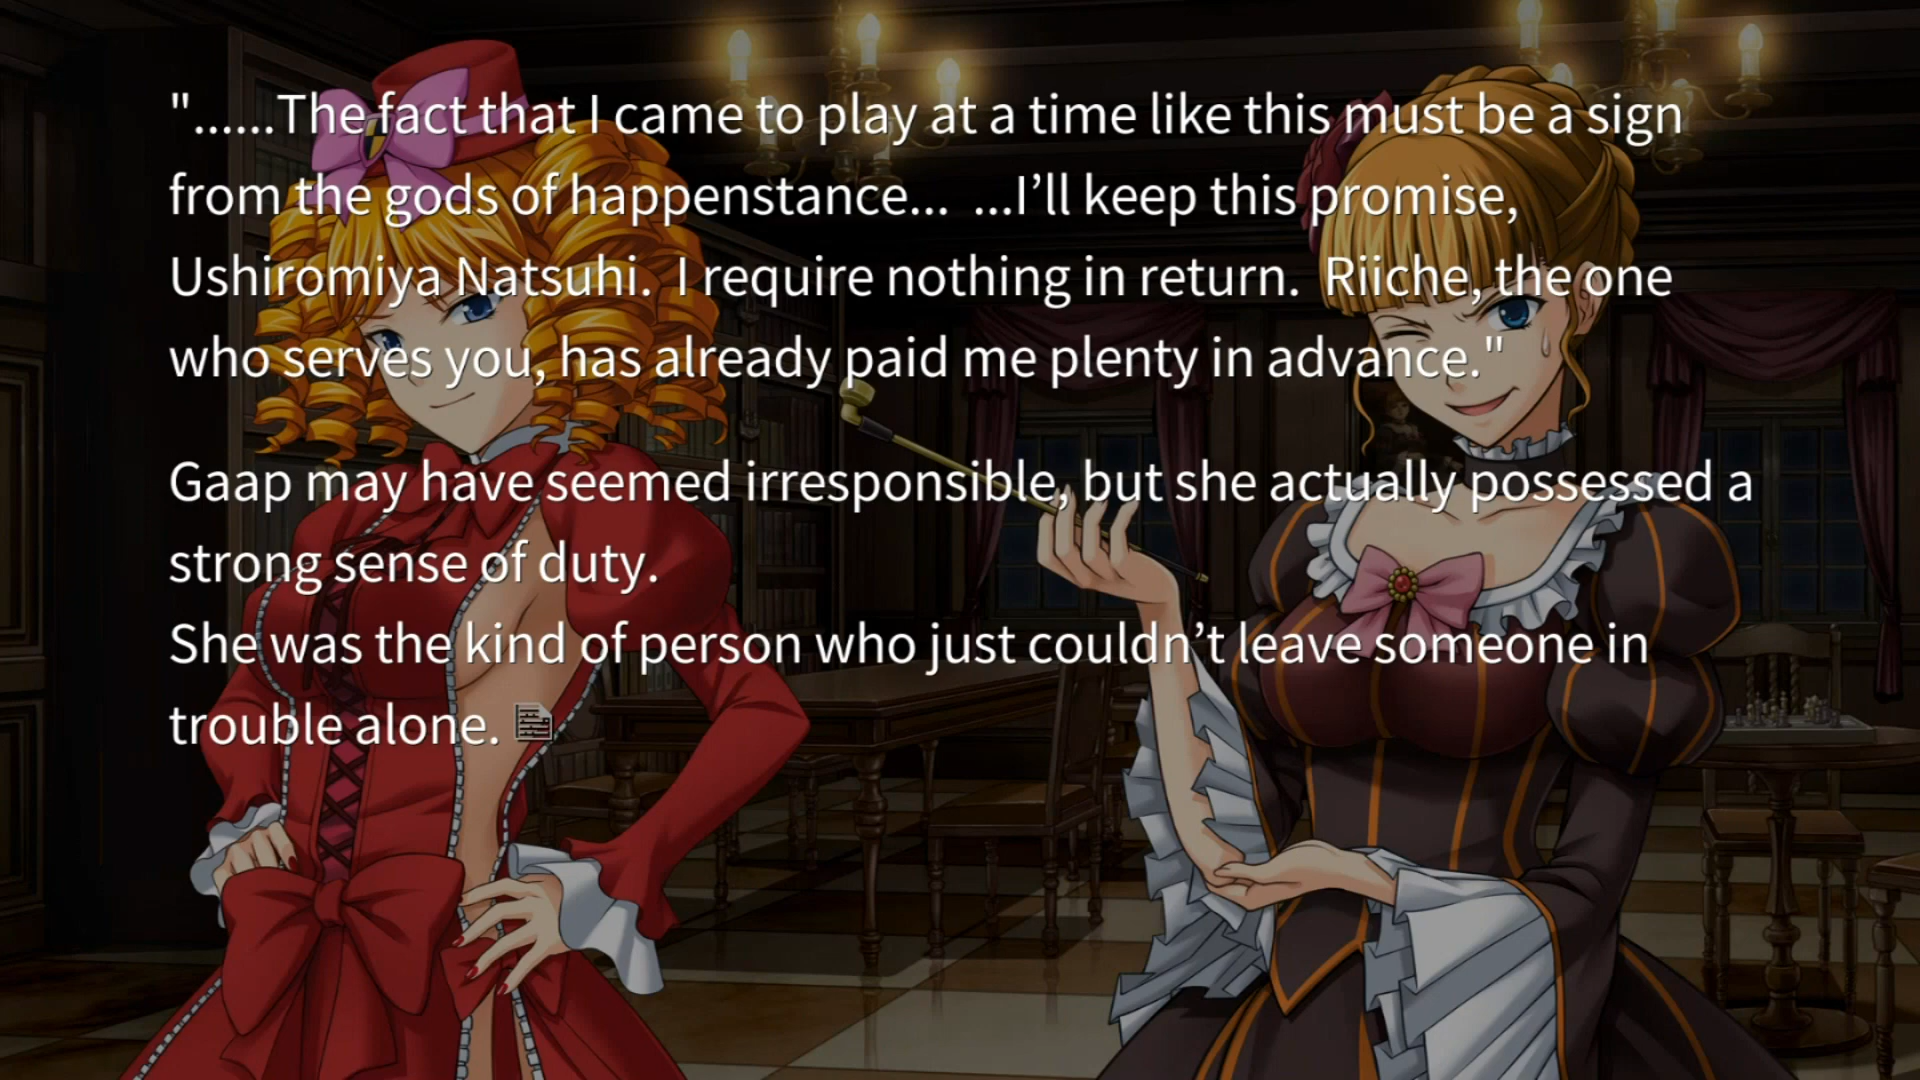 "......The fact that I came to play at a time like this must be a sign
from the gods of happenstance...  ...I’ll keep this promise,
Ushiromiya Natsuhi.  I require nothing in return.  Riiche, the one
who serves you, has already paid me plenty in advance."
Gaap may have seemed irresponsible, but she actually possessed a
strong sense of duty.
She was the kind of person who just couldn’t leave someone in
trouble alone.